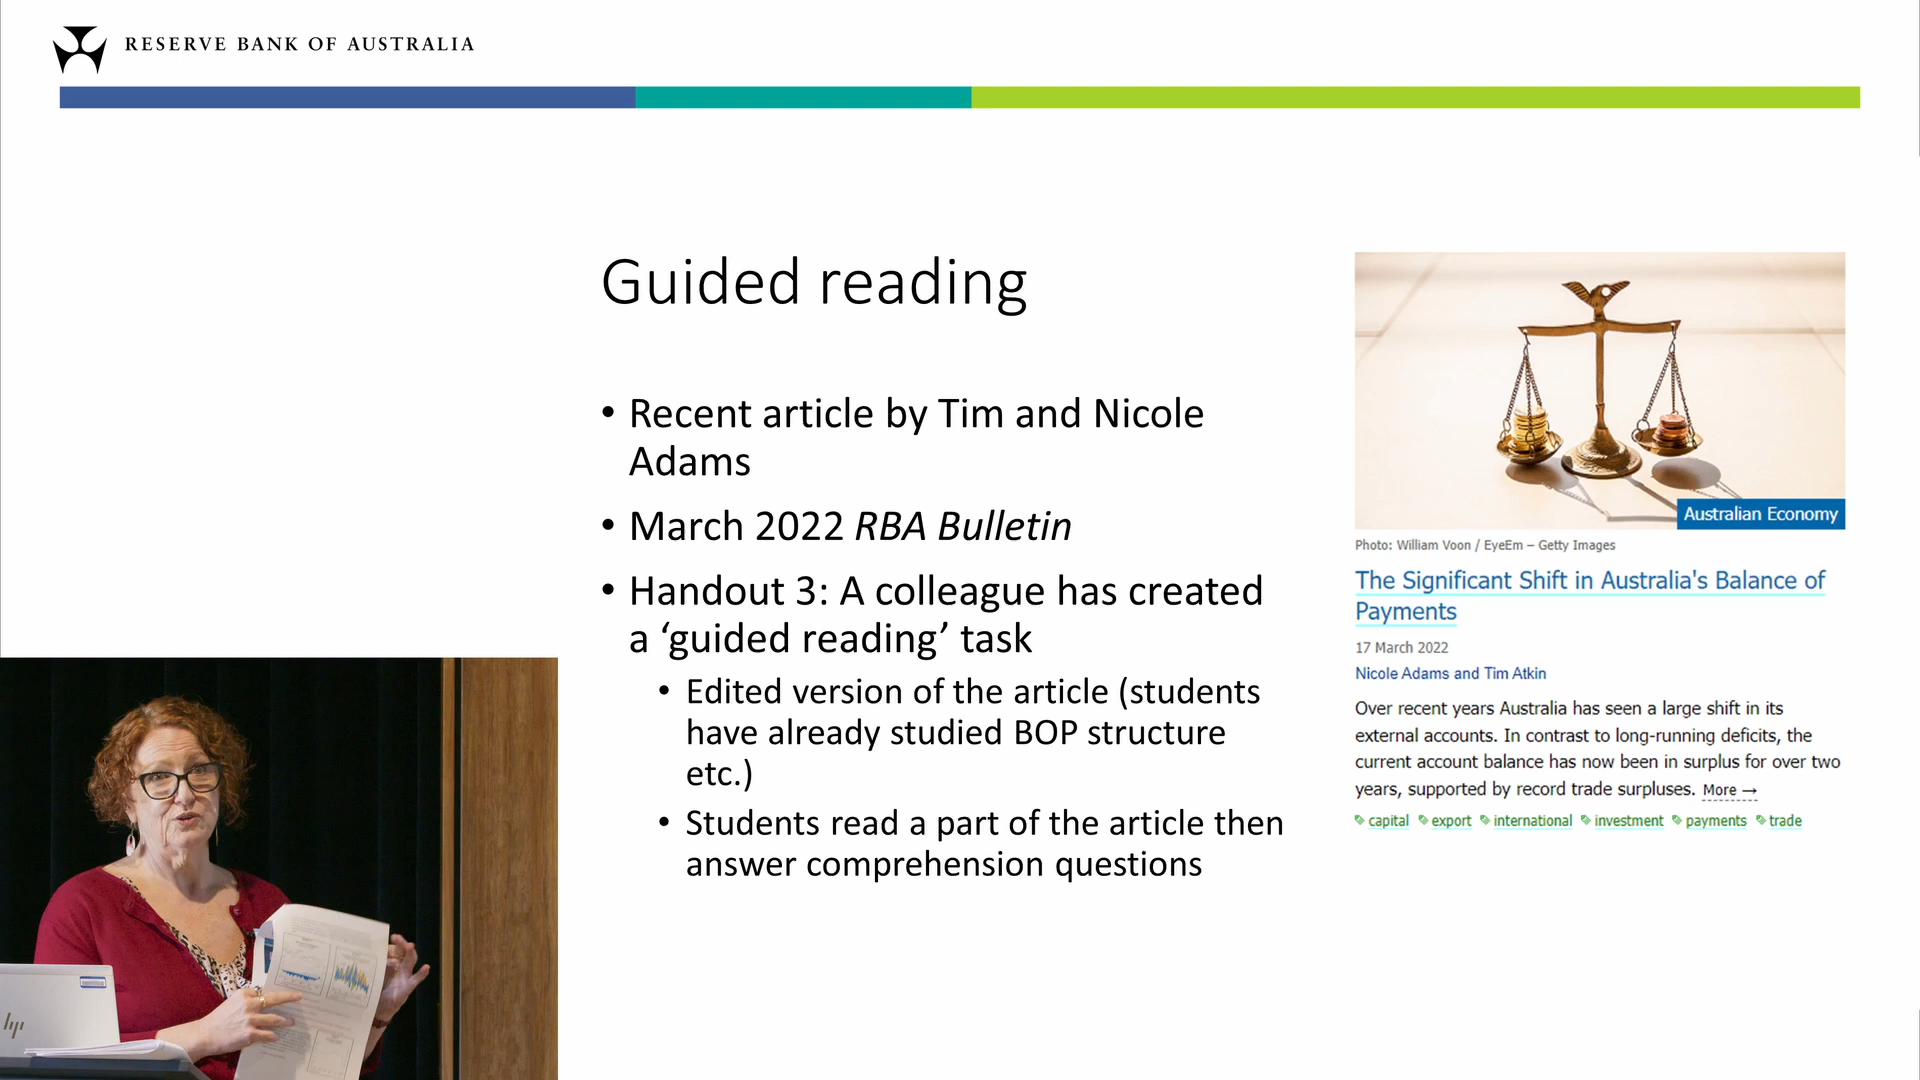 RESERVE BANK OF AUSTRALIA
Guided reading
• Recent article by Tim and Nicole
Adams
• March 2022 RBA Bulletin
• Handout 3: A colleague has created
a ‘guided reading’ task
• Edited version of the article (students
have already studied BOP structure
etc.)
• Students read a part of the article then
answer comprehension questions
Australian Economy
Photo: William Voon / EyeEm – Getty Images
The Significant Shift in Australia's Balance of
Payments
17 March 2022
Nicole Adams and Tim Atkin
Over recent years Australia has seen a large shift in its
external accounts. In contrast to long-running deficits, the
current account balance has now been in surplus for over two
years, supported by record trade surpluses. More →
capital export international investment payments trade
hp